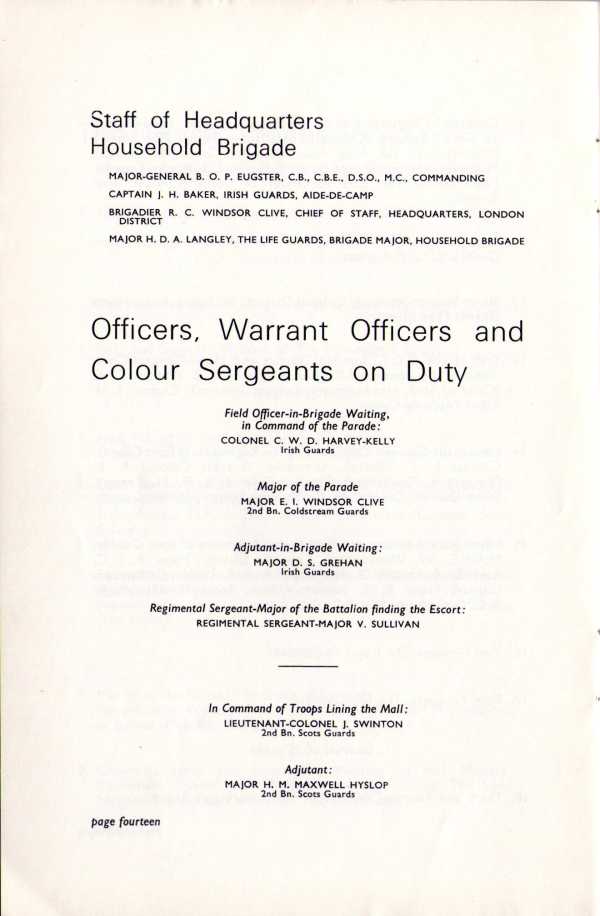 Staff of Headquarters
Household Brigade
MAJOR-GENERAL B. O. P. EUGSTER, C.B., C.B.E., D.S.O., M.C., COMMANDING
CAPTAIN J. H. BAKER, IRISH GUARDS, AIDE-DE-CAMP
BRIGADIER R. C. WINDSOR CLIVE, CHIEF OF STAFF, HEADQUARTERS, LONDON
DISTRICT
MAJOR H. D. A. LANGLEY, THE LIFE GUARDS, BRIGADE MAJOR, HOUSEHOLD BRIGADE
Officers, Warrant Officers and
Colour Sergeants on Duty
Field Officer-in-Brigade Waiting,
in Command of the Parade:
COLONEL C. W. D. HARVEY-KELLY
Irish Guards
Major of the Parade
MAJOR E. I. WINDSOR CLIVE
2nd Bn. Coldstream Guards
Adjutant-in-Brigade Waiting:
MAJOR D. S. GREHAN
Irish Guards
Regimental Sergeant-Major of the Battalion finding the Escort:
REGIMENTAL SERGEANT-MAJOR V. SULLIVAN
In Command of Troops Lining the Mall:
LIEUTENANT-COLONEL J. SWINTON
2nd Bn. Scots Guards
Adjutant:
MAJOR H. M. MAXWELL HYSLOP
2nd Bn. Scots Guards
page fourteen